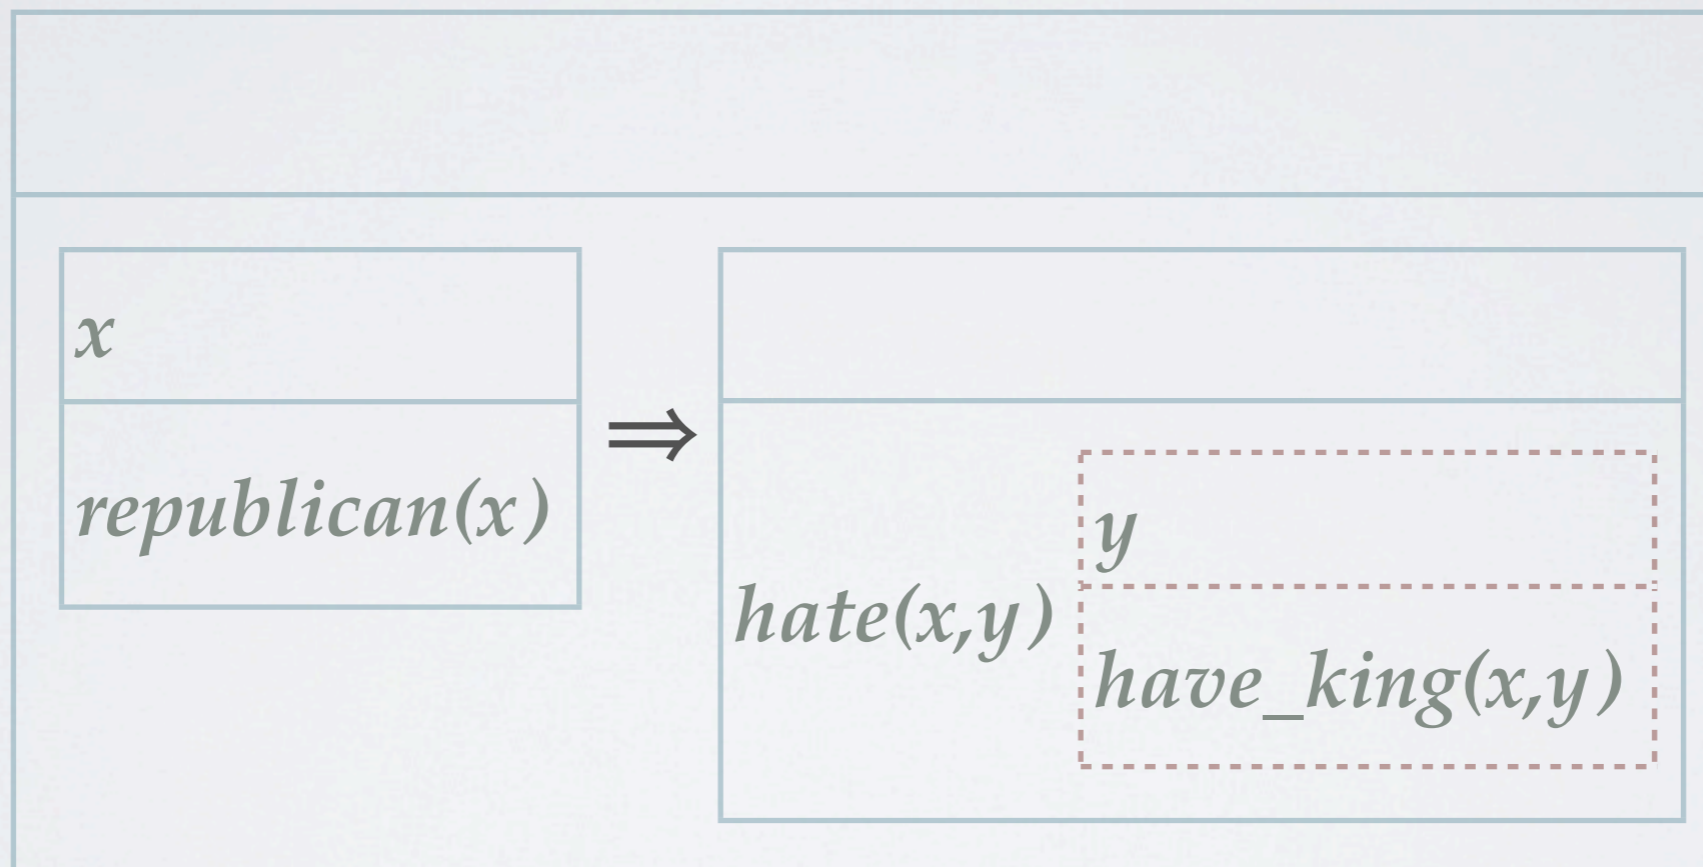 x
republican(x)
⇒
hate(x,y)
y
have_king(x,y)